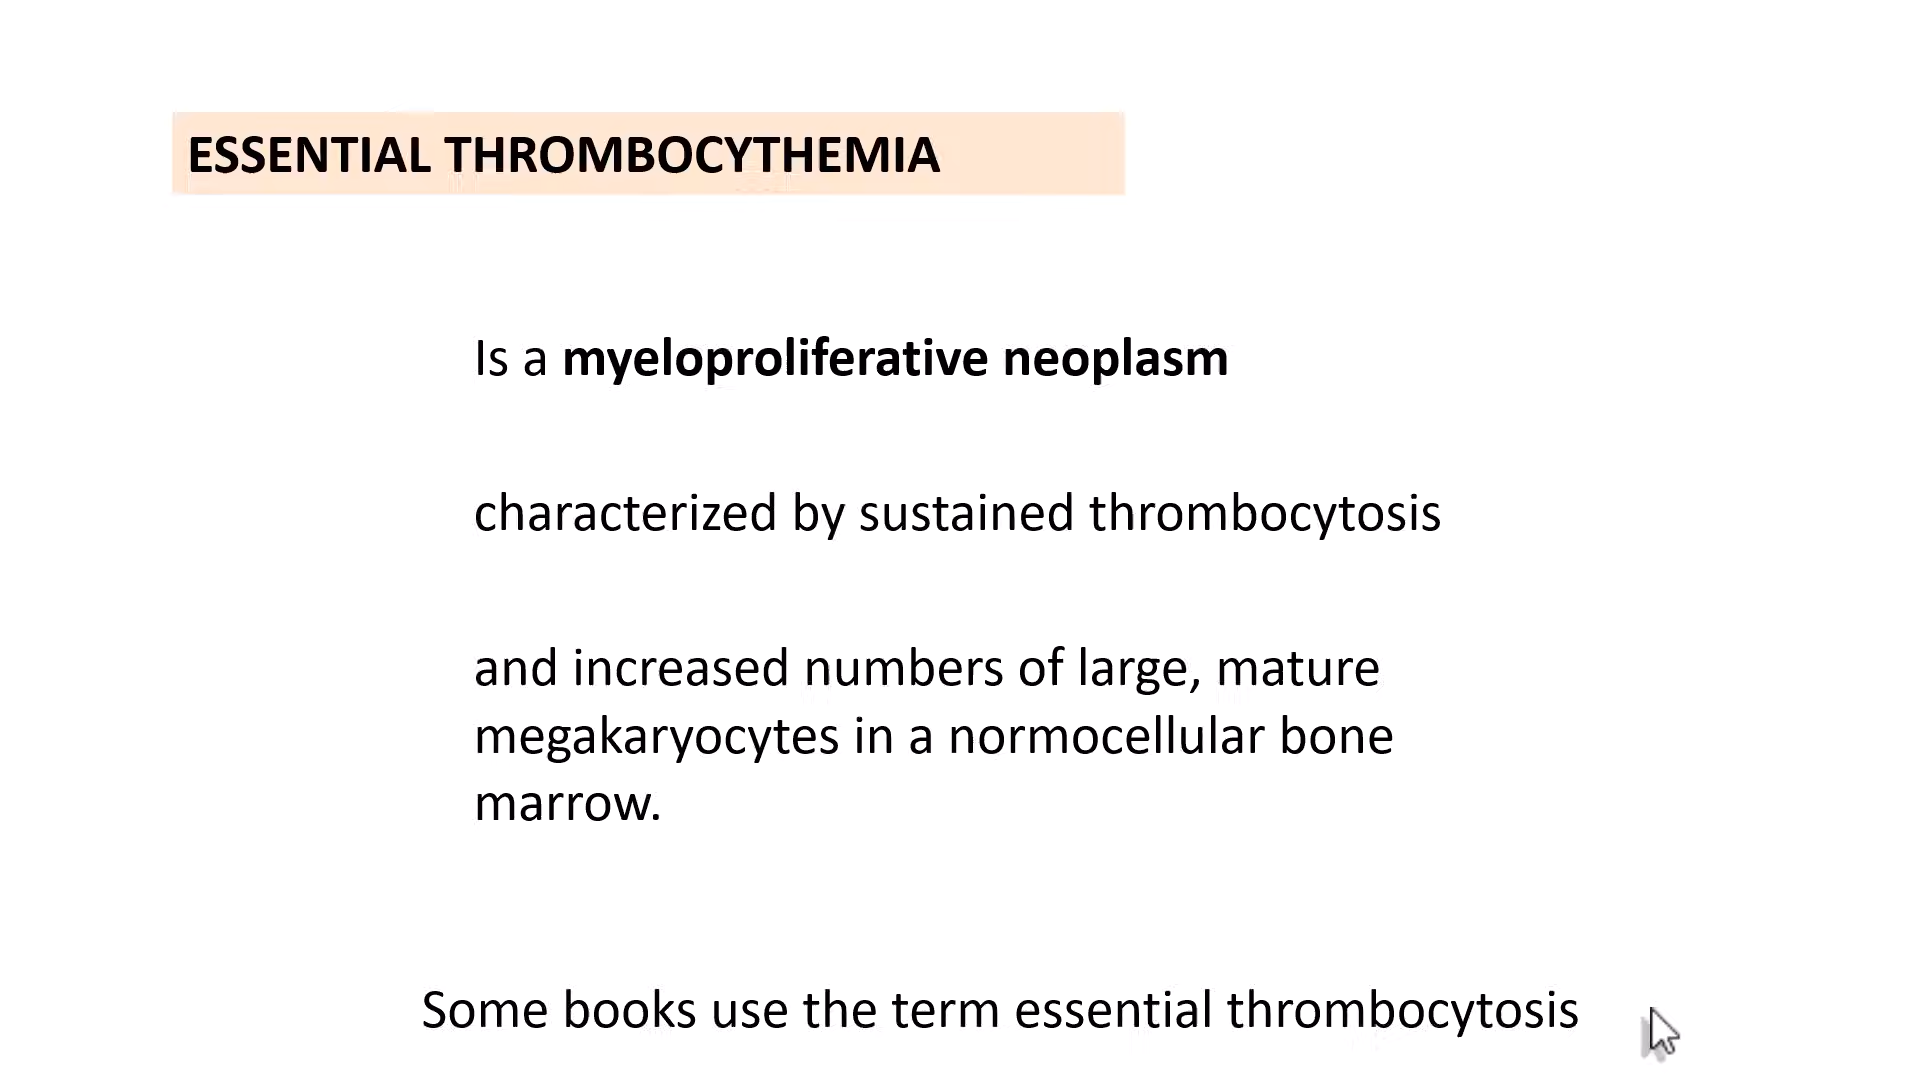 ESSENTIAL THROMBOCYTHEMIA
Is a myeloproliferative neoplasm
characterized by sustained thrombocytosis
and increased numbers of large, mature
megakaryocytes in a normocellular bone
marrow.
Some books use the term essential thrombocytosis